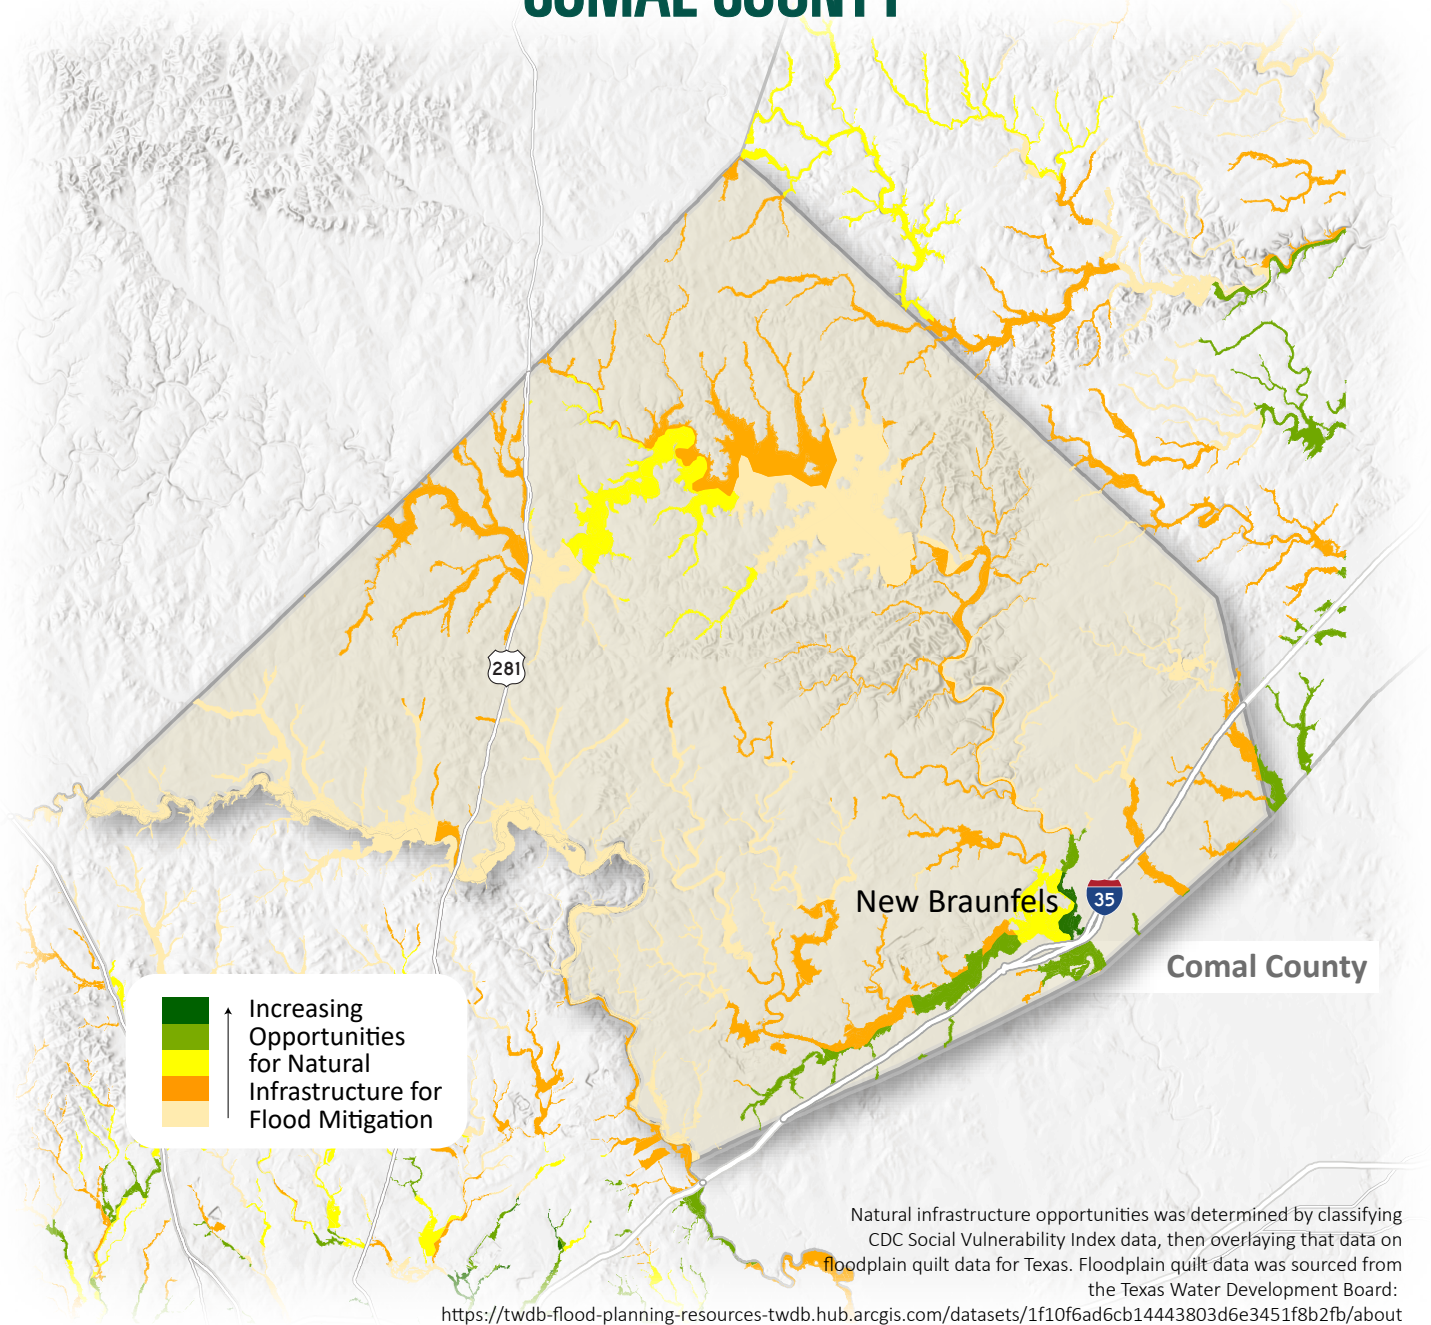 COMAL COUNTY
281
New Braunfels
35
Comal County
Increasing
Opportunities
for Natural
Infrastructure for
Flood Mitigation
Natural infrastructure opportunities was determined by classifying
CDC Social Vulnerability Index data, then overlaying that data on
floodplain quilt data for Texas. Floodplain quilt data was sourced from
the Texas Water Development Board:
https://twdb-flood-planning-resources-twdb.hub.arcgis.com/datasets/1f10f6ad6cb14443803d6e3451f8b2fb/about